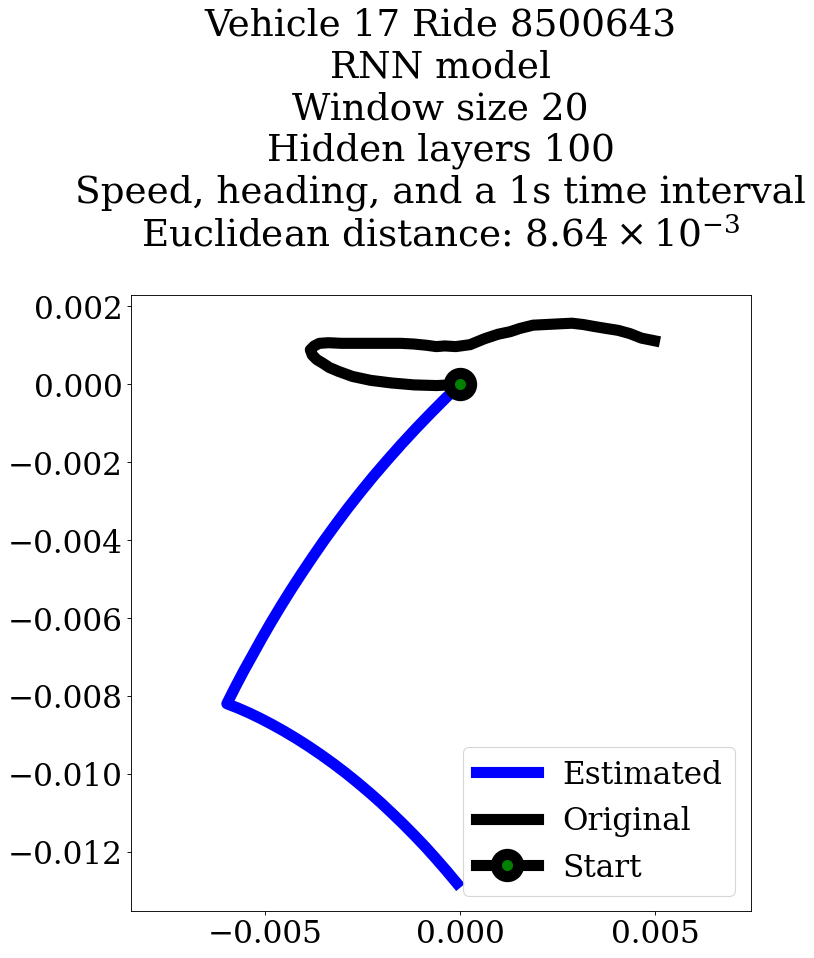 Vehicle 17 Ride 8500643
RNN model
Window size 20
Hidden layers 100
Speed, heading, and a 1s time interval
Euclidean distance: 8.64 × 10⁻³
0.002
0.000
−0.002
−0.004
−0.006
−0.008
−0.010
−0.012
Estimated
Original
Start
−0.005
0.000
0.005